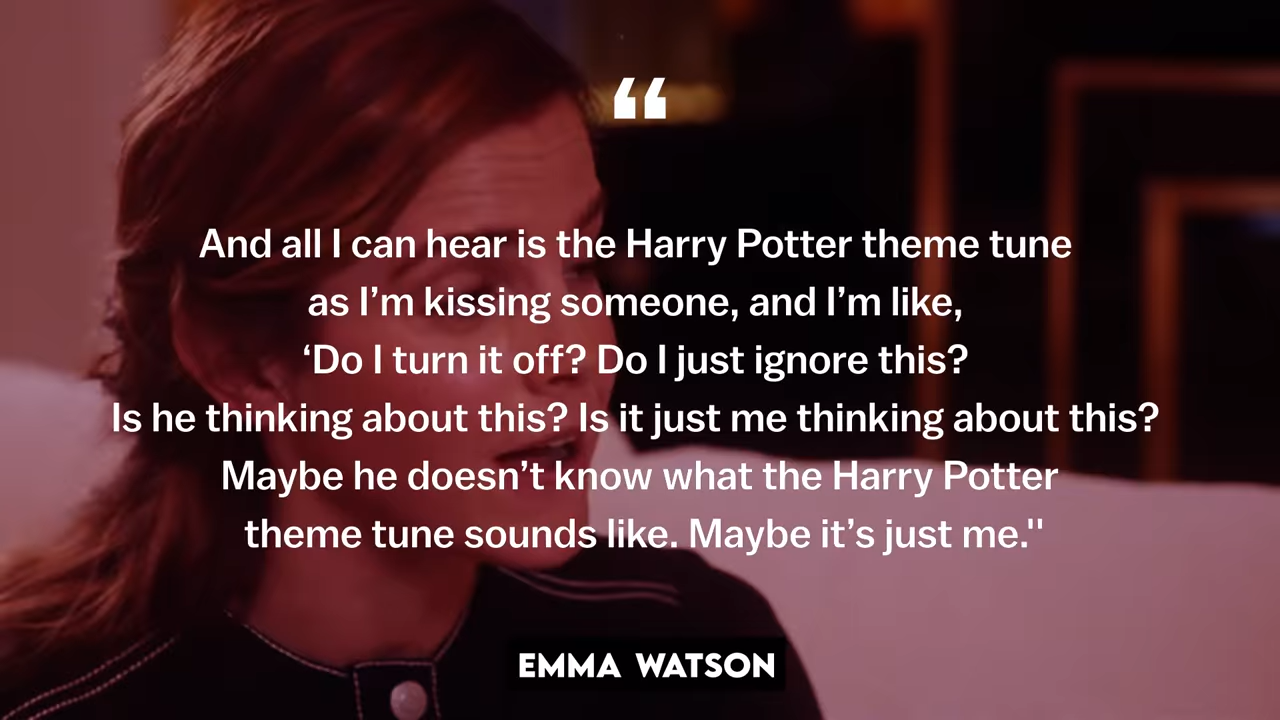 “
And all I can hear is the Harry Potter theme tune
as I’m kissing someone, and I’m like,
‘Do I turn it off? Do I just ignore this?
Is he thinking about this? Is it just me thinking about this?
Maybe he doesn’t know what the Harry Potter
theme tune sounds like. Maybe it’s just me."
EMMA WATSON